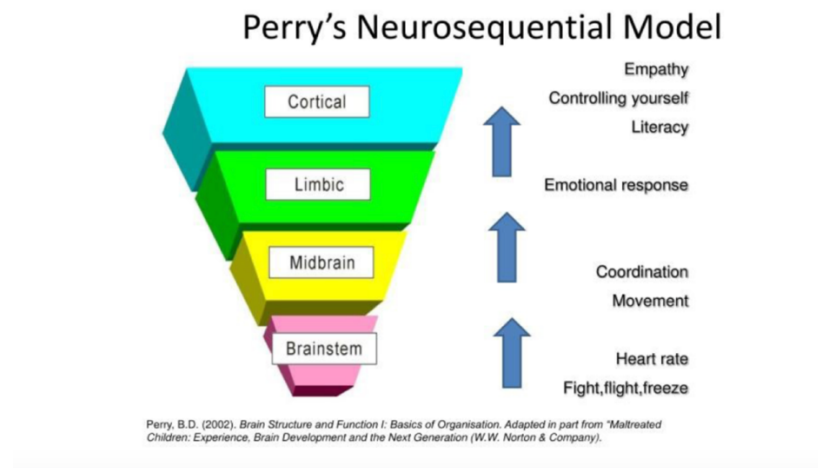 Perry's Neurosequential Model
Cortical
Limbic
Midbrain
Brainstem
Empathy
Controlling yourself
Literacy
Emotional response
Coordination
Movement
Heart rate
Fight,flight,freeze
Perry, B.D. (2002). Brain Structure and Function I: Basics of Organisation. Adapted in part from "Maltreated
Children: Experience, Brain Development and the Next Generation (W.W. Norton & Company).